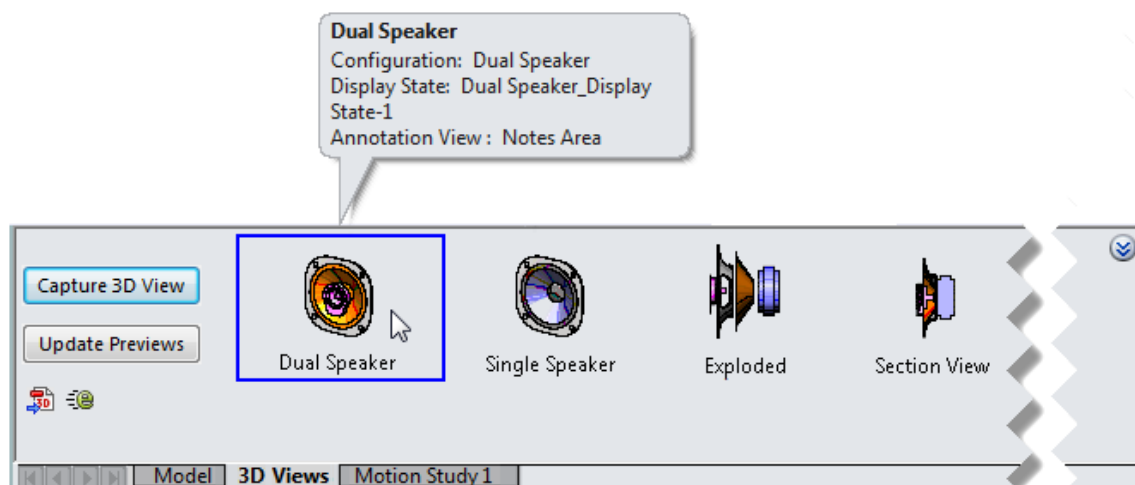 Dual Speaker
Configuration: Dual Speaker
Display State: Dual Speaker_Display
State-1
Annotation View : Notes Area
Capture 3D View
Update Previews
Dual Speaker
Single Speaker
Exploded
Section View
3D
Model
3D Views
Motion Study 1